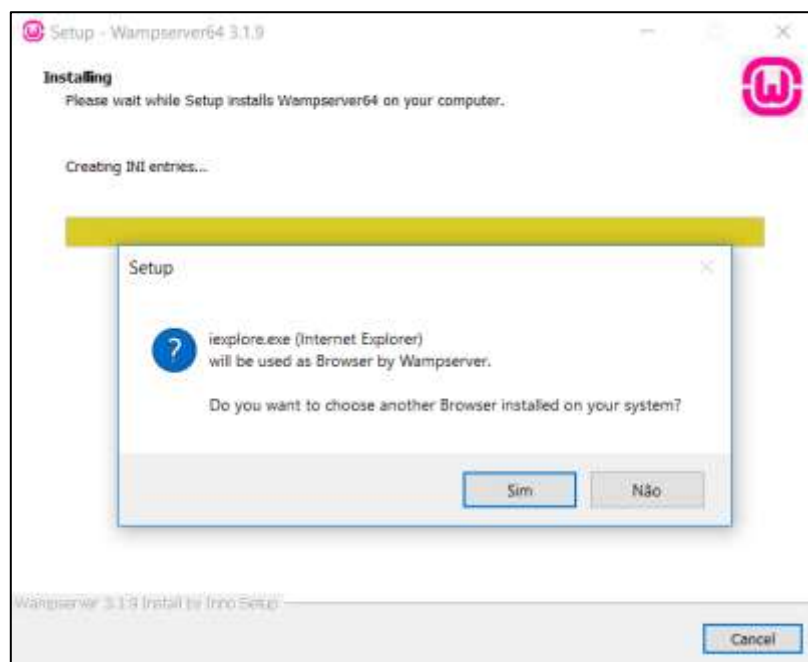 Setup - Wampserver64 3.1.9
Installing
Please wait while Setup installs Wampserver64 on your computer.
Creating INI entries...
Setup
iexplore.exe (Internet Explorer)
will be used as Browser by Wampserver.
Do you want to choose another Browser installed on your system?
Sim
Não
Wampserver 3.1.9 Install by Inno Setup
Cancel